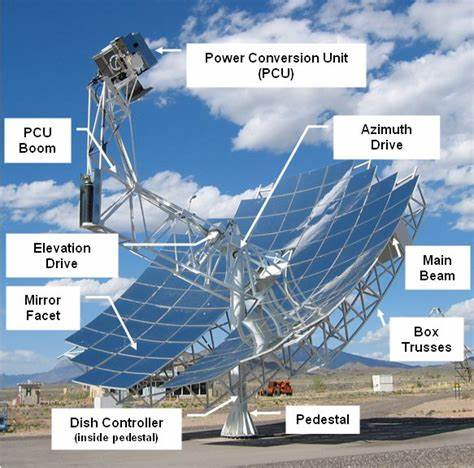 Power Conversion Unit
(PCU)
PCU
Boom
Azimuth
Drive
Elevation
Drive
Main
Beam
Mirror
Facet
Box
Trusses
Dish Controller
(inside pedestal)
Pedestal